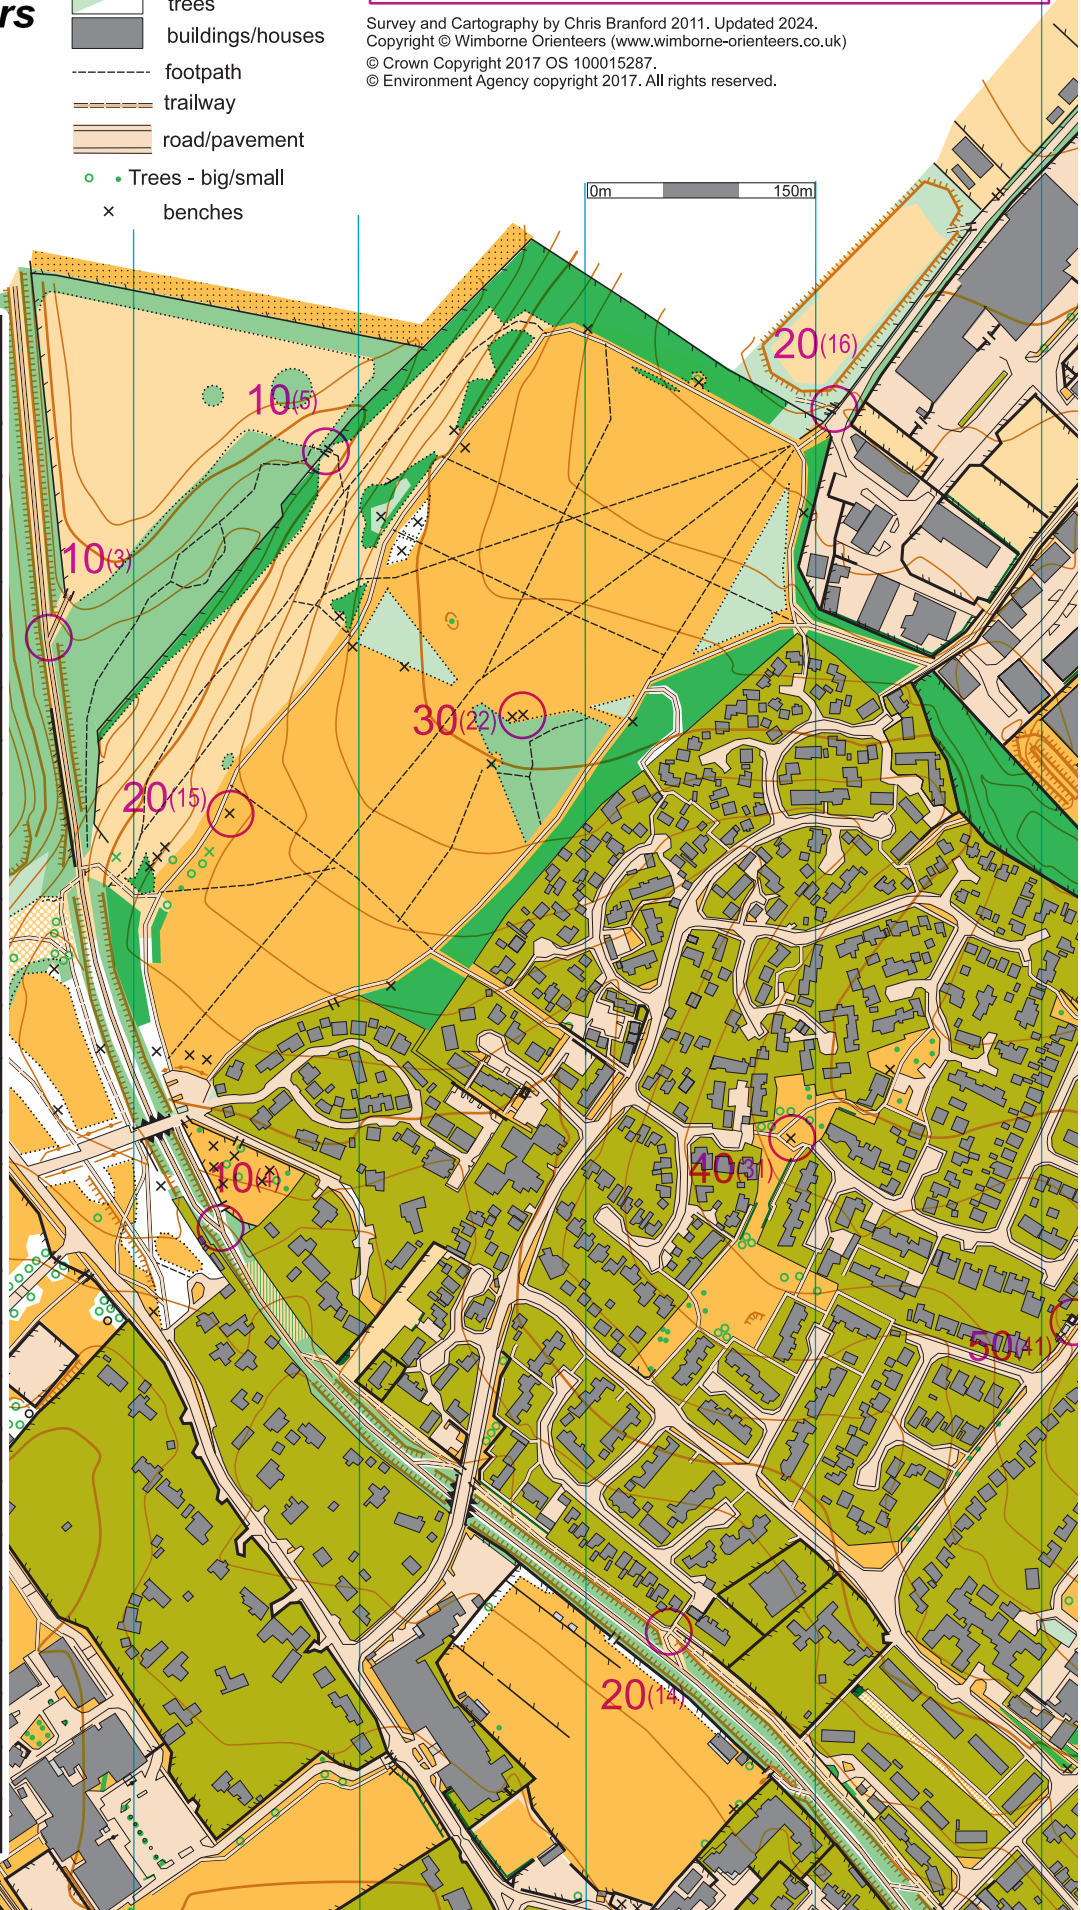 rs
trees
buildings/houses
footpath
trailway
road/pavement
Trees - big/small
benches
Survey and Cartography by Chris Branford 2011. Updated 2024.
Copyright © Wimborne Orienteers (www.wimborne-orienteers.co.uk)
© Crown Copyright 2017 OS 100015287.
© Environment Agency copyright 2017. All rights reserved.
0m 150m
20(16)
10(5)
10(3)
30(22)
20(15)
40(31)
10(4)
50(41)
20(14)